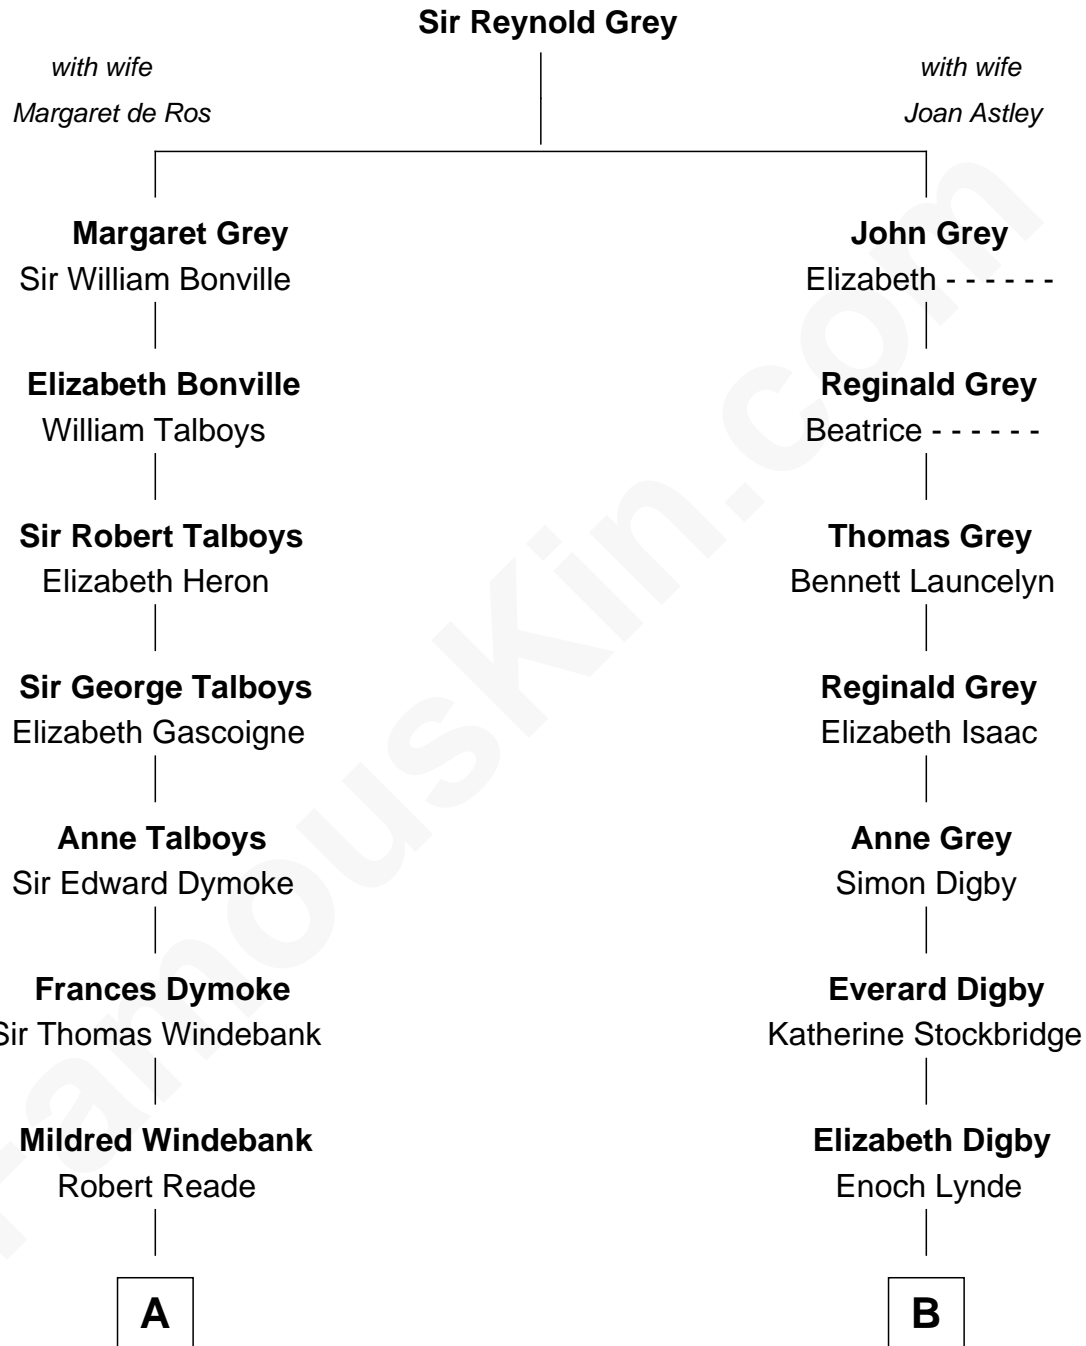 Sir Reynold Grey
with wife
Margaret de Ros
with wife
Joan Astley
Margaret Grey
Sir William Bonville
John Grey
Elizabeth - - - - - -
Elizabeth Bonville
William Talboys
Reginald Grey
Beatrice - - - - - -
Sir Robert Talboys
Elizabeth Heron
Thomas Grey
Bennett Launcelyn
Sir George Talboys
Elizabeth Gascoigne
Reginald Grey
Elizabeth Isaac
Anne Talboys
Sir Edward Dymoke
Anne Grey
Simon Digby
Frances Dymoke
Sir Thomas Windebank
Everard Digby
Katherine Stockbridge
Mildred Windebank
Robert Reade
Elizabeth Digby
Enoch Lynde
A
B
FamousKin.com